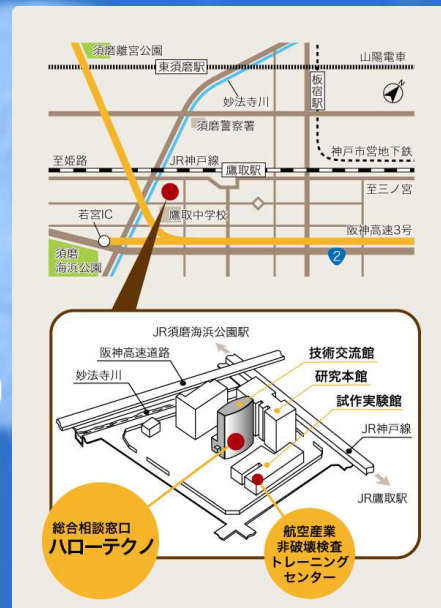 須磨離宮公園
山陽電車
東須磨駅
板宿駅
妙法寺川
N
須磨警察署
神戸市営地下鉄
至姫路
JR神戸線
鷹取駅
至三ノ宮
若宮IC
鷹取中学校
阪神高速3号
須磨
海浜公園
2
JR須磨海浜公園駅
阪神高速道路
技術交流館
妙法寺川
研究本館
試作実験館
JR神戸線
JR鷹取駅
総合相談窓口
ハローテクノ
航空産業
非破壊検査
トレーニング
センター